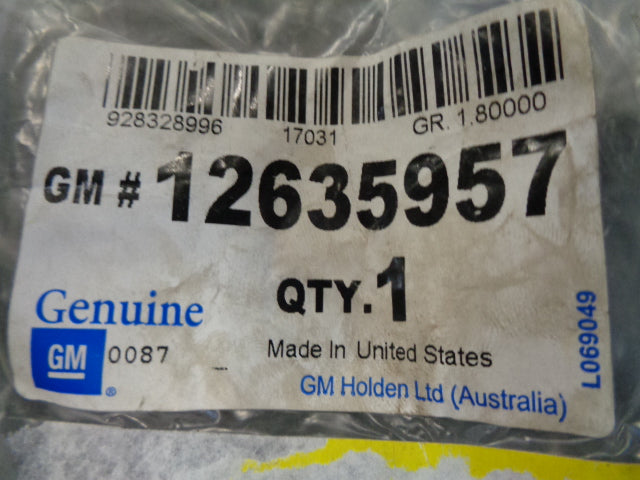 928328996 17031 GR. 1.80000
GM # 12635957
QTY. 1
Genuine
GM ® 0087 Made In United States
GM Holden Ltd (Australia)
L069049